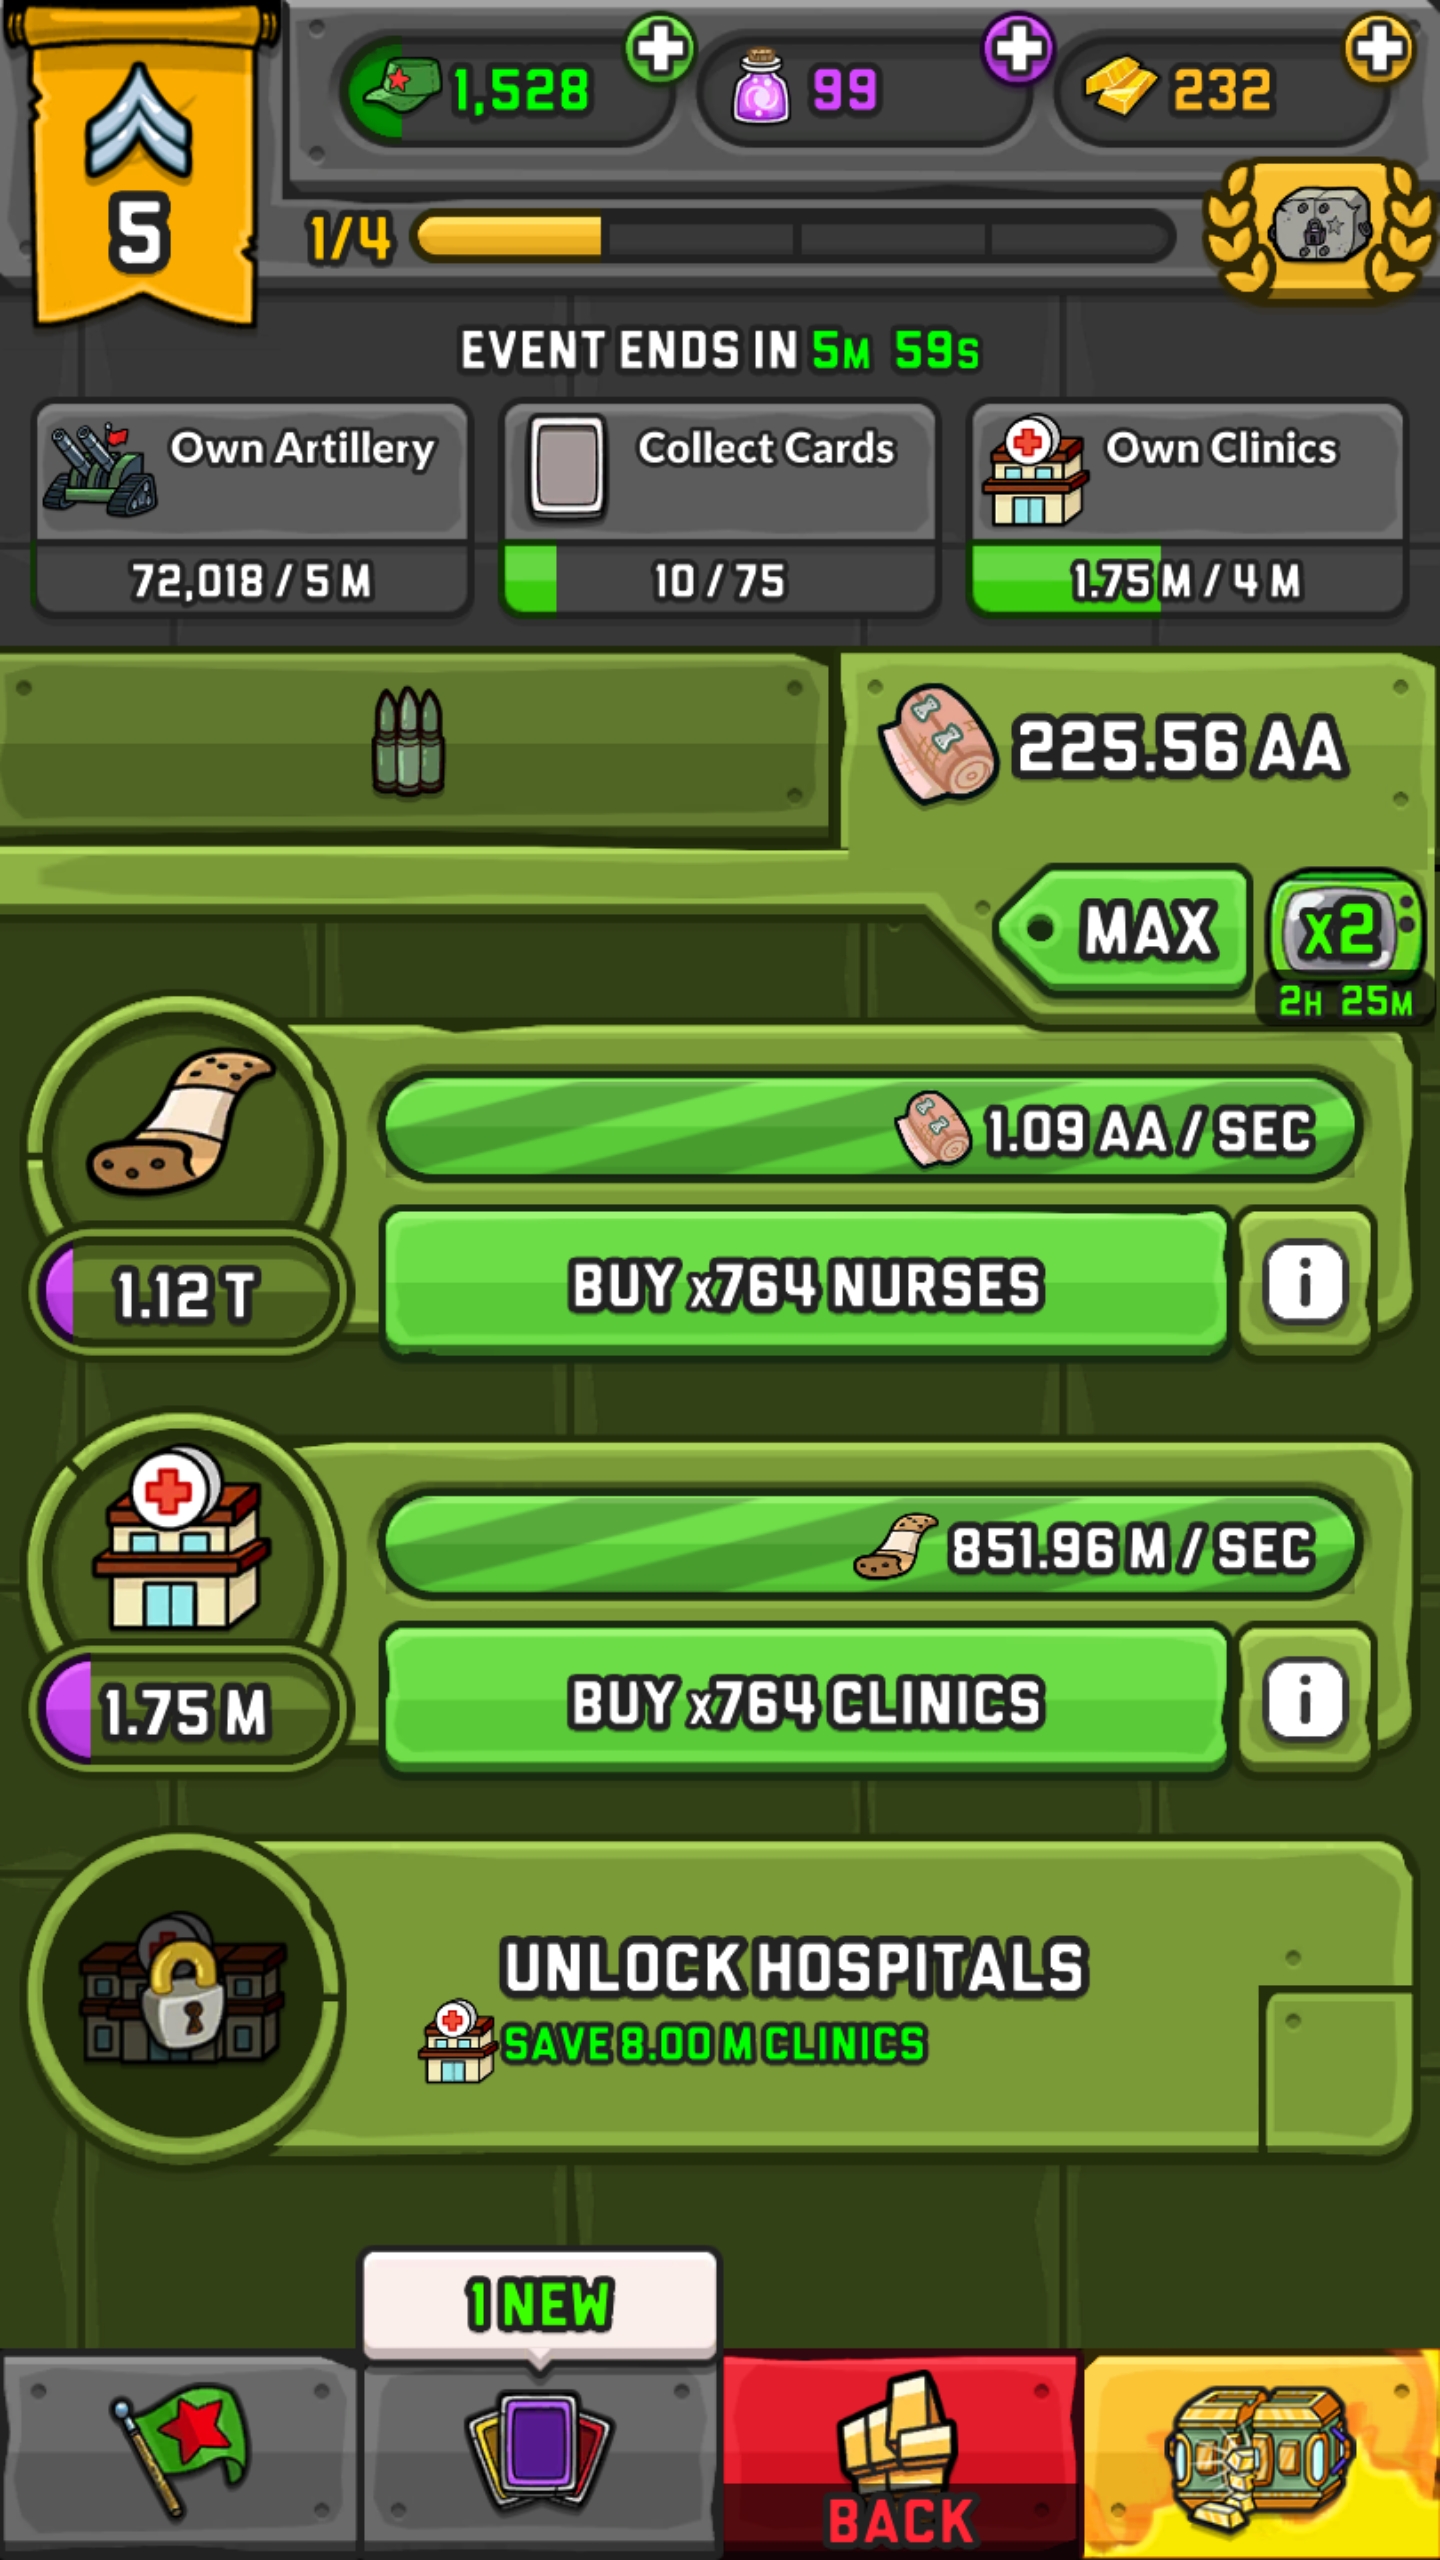 1,528
99
232
5
1/4
EVENT ENDS IN 5M 59S
Own Artillery
72,018 / 5 M
Collect Cards
10 / 75
Own Clinics
1.75 M / 4 M
225.56 AA
MAX
x2
2H 25M
1.09 AA / SEC
1.12 T
BUY x764 NURSES
i
851.96 M / SEC
1.75 M
BUY x764 CLINICS
i
UNLOCK HOSPITALS
SAVE 8.00 M CLINICS
1 NEW
BACK